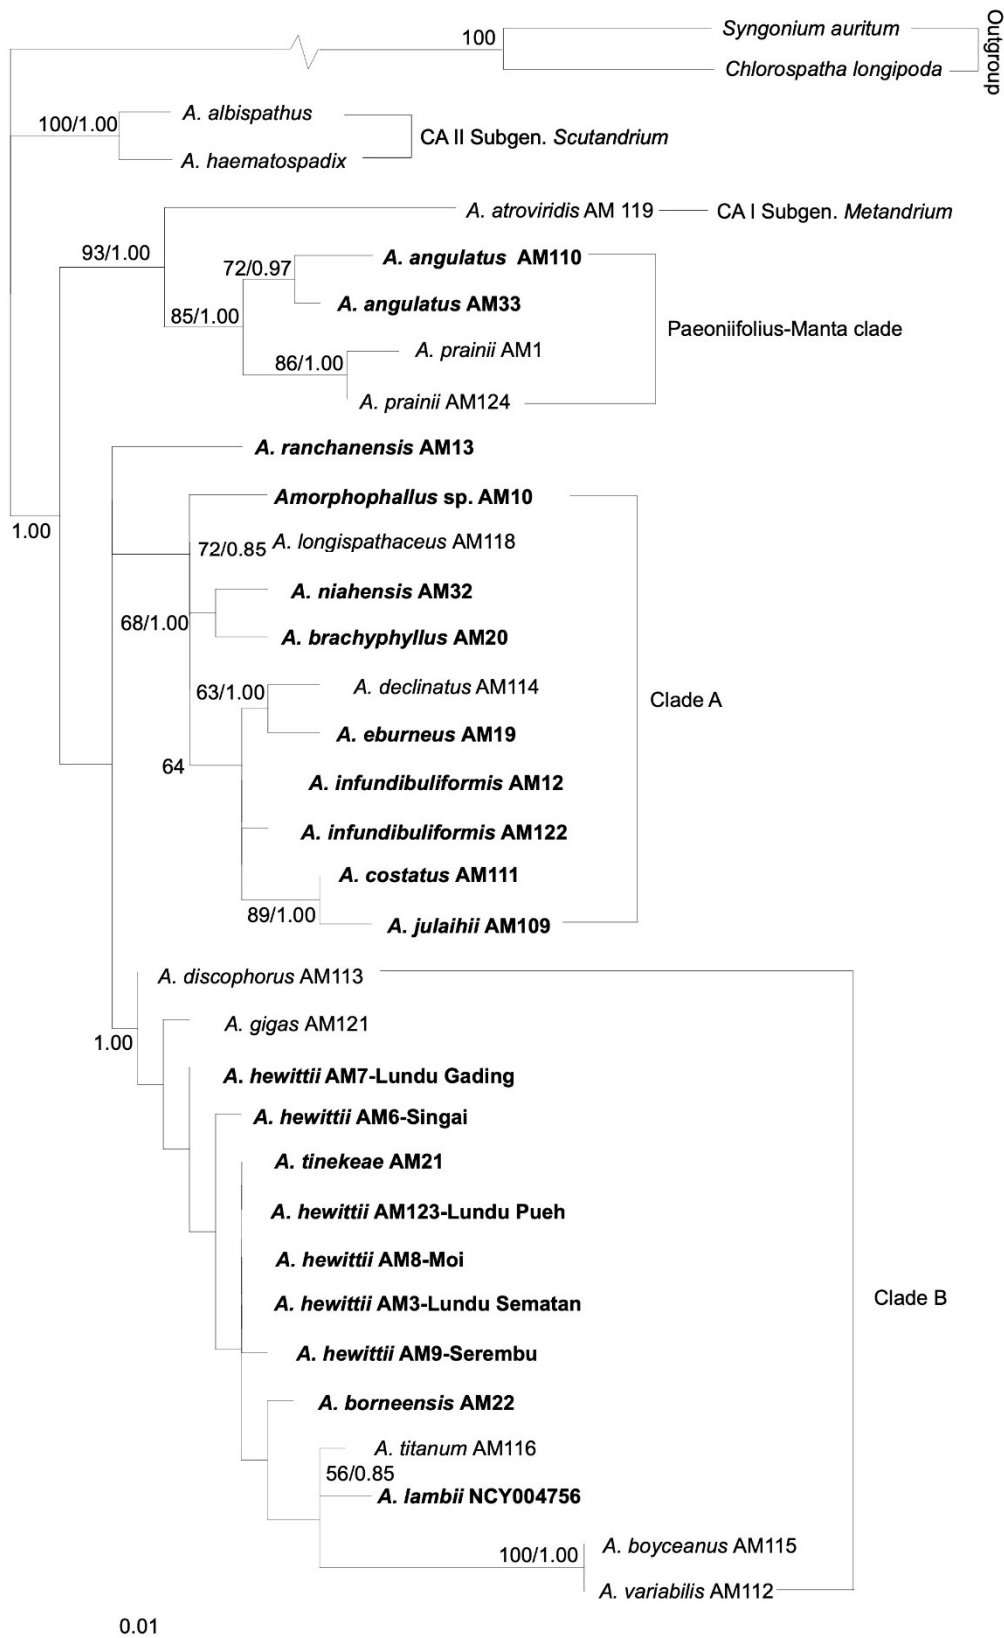 100
Syngonium auritum
Outgroup
Chlorospatha longipoda
A. albispathus
100/1.00
CA II Subgen. Scutandrium
A. haematospadix
A. atroviridis AM 119
CA I Subgen. Metandrium
93/1.00
A. angulatus AM110
72/0.97
A. angulatus AM33
85/1.00
Paeoniifolius-Manta clade
A. prainii AM1
86/1.00
A. prainii AM124
A. ranchanensis AM13
Amorphophallus sp. AM10
1.00
72/0.85
A. longispathaceus AM118
A. niahensis AM32
68/1.00
A. brachyphyllus AM20
A. declinatus AM114
63/1.00
Clade A
A. eburneus AM19
64
A. infundibuliformis AM12
A. infundibuliformis AM122
A. costatus AM111
89/1.00
A. julaihii AM109
A. discophorus AM113
A. gigas AM121
1.00
A. hewittii AM7-Lundu Gading
A. hewittii AM6-Singai
A. tinekeae AM21
A. hewittii AM123-Lundu Pueh
A. hewittii AM8-Moi
Clade B
A. hewittii AM3-Lundu Sematan
A. hewittii AM9-Serembu
A. borneensis AM22
A. titanum AM116
56/0.85
A. lambii NCY004756
A. boyceanus AM115
100/1.00
A. variabilis AM112
0.01